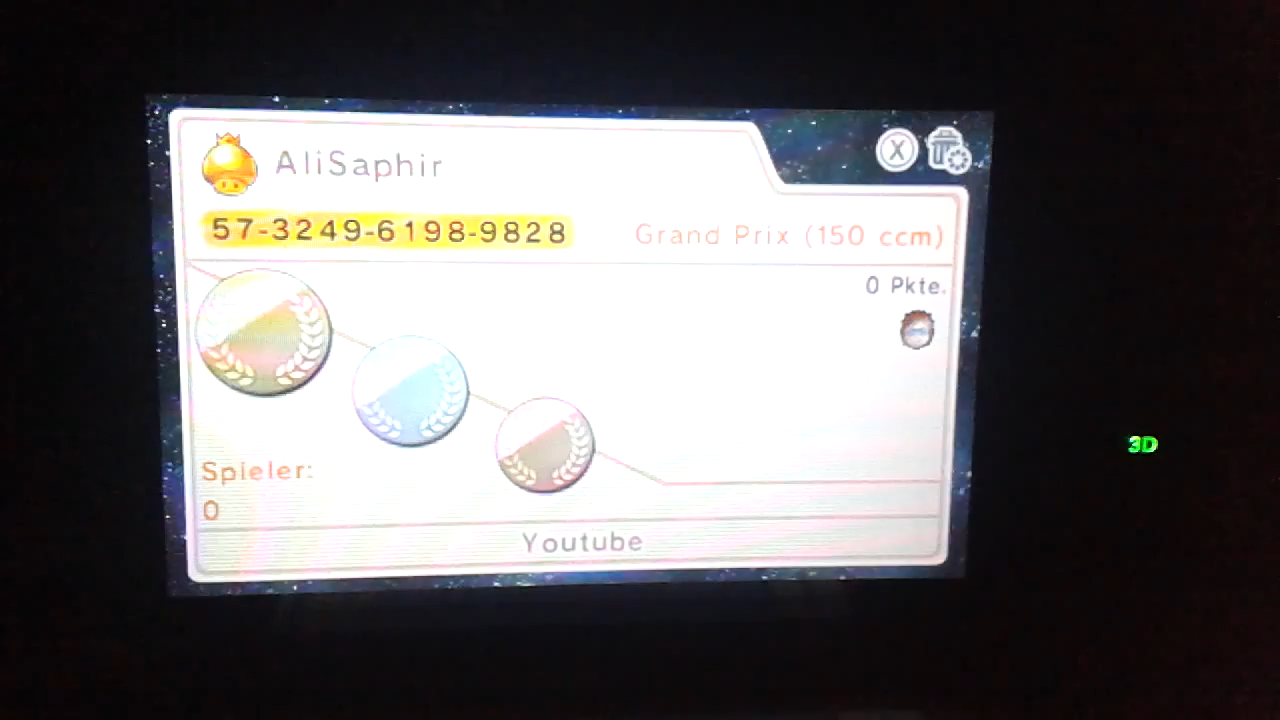 AliSaphir
X
57-3249-6198-9828
Grand Prix (150 ccm)
0 Pkte.
3D
Spieler:
0
Youtube